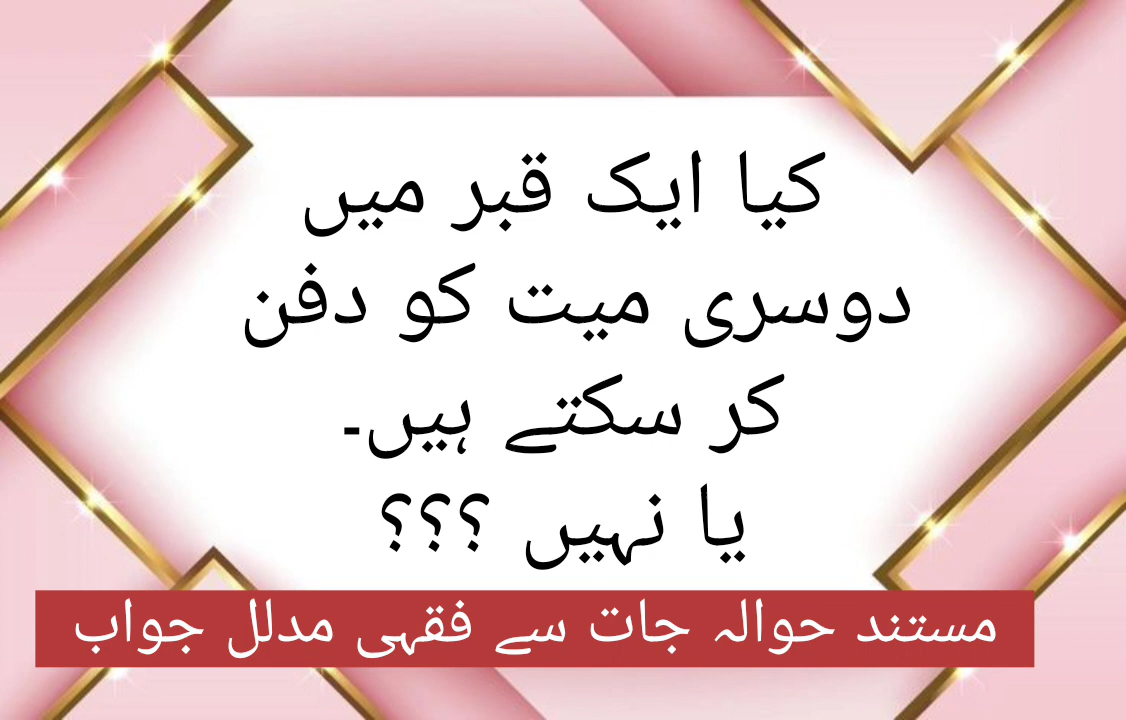 کیا ایک قبر میں
دوسری میت کو دفن
کر سکتے ہیں۔
یا نہیں ؟؟؟
مستند حوالہ جات سے فقہی مدلل جواب